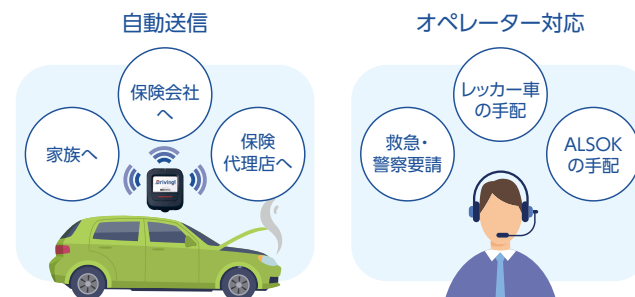 自動送信
オペレーター対応
保険会社
へ
家族へ
保険
代理店へ
Driving!
レッカー車
の手配
救急・
警察要請
ALSOK
の手配